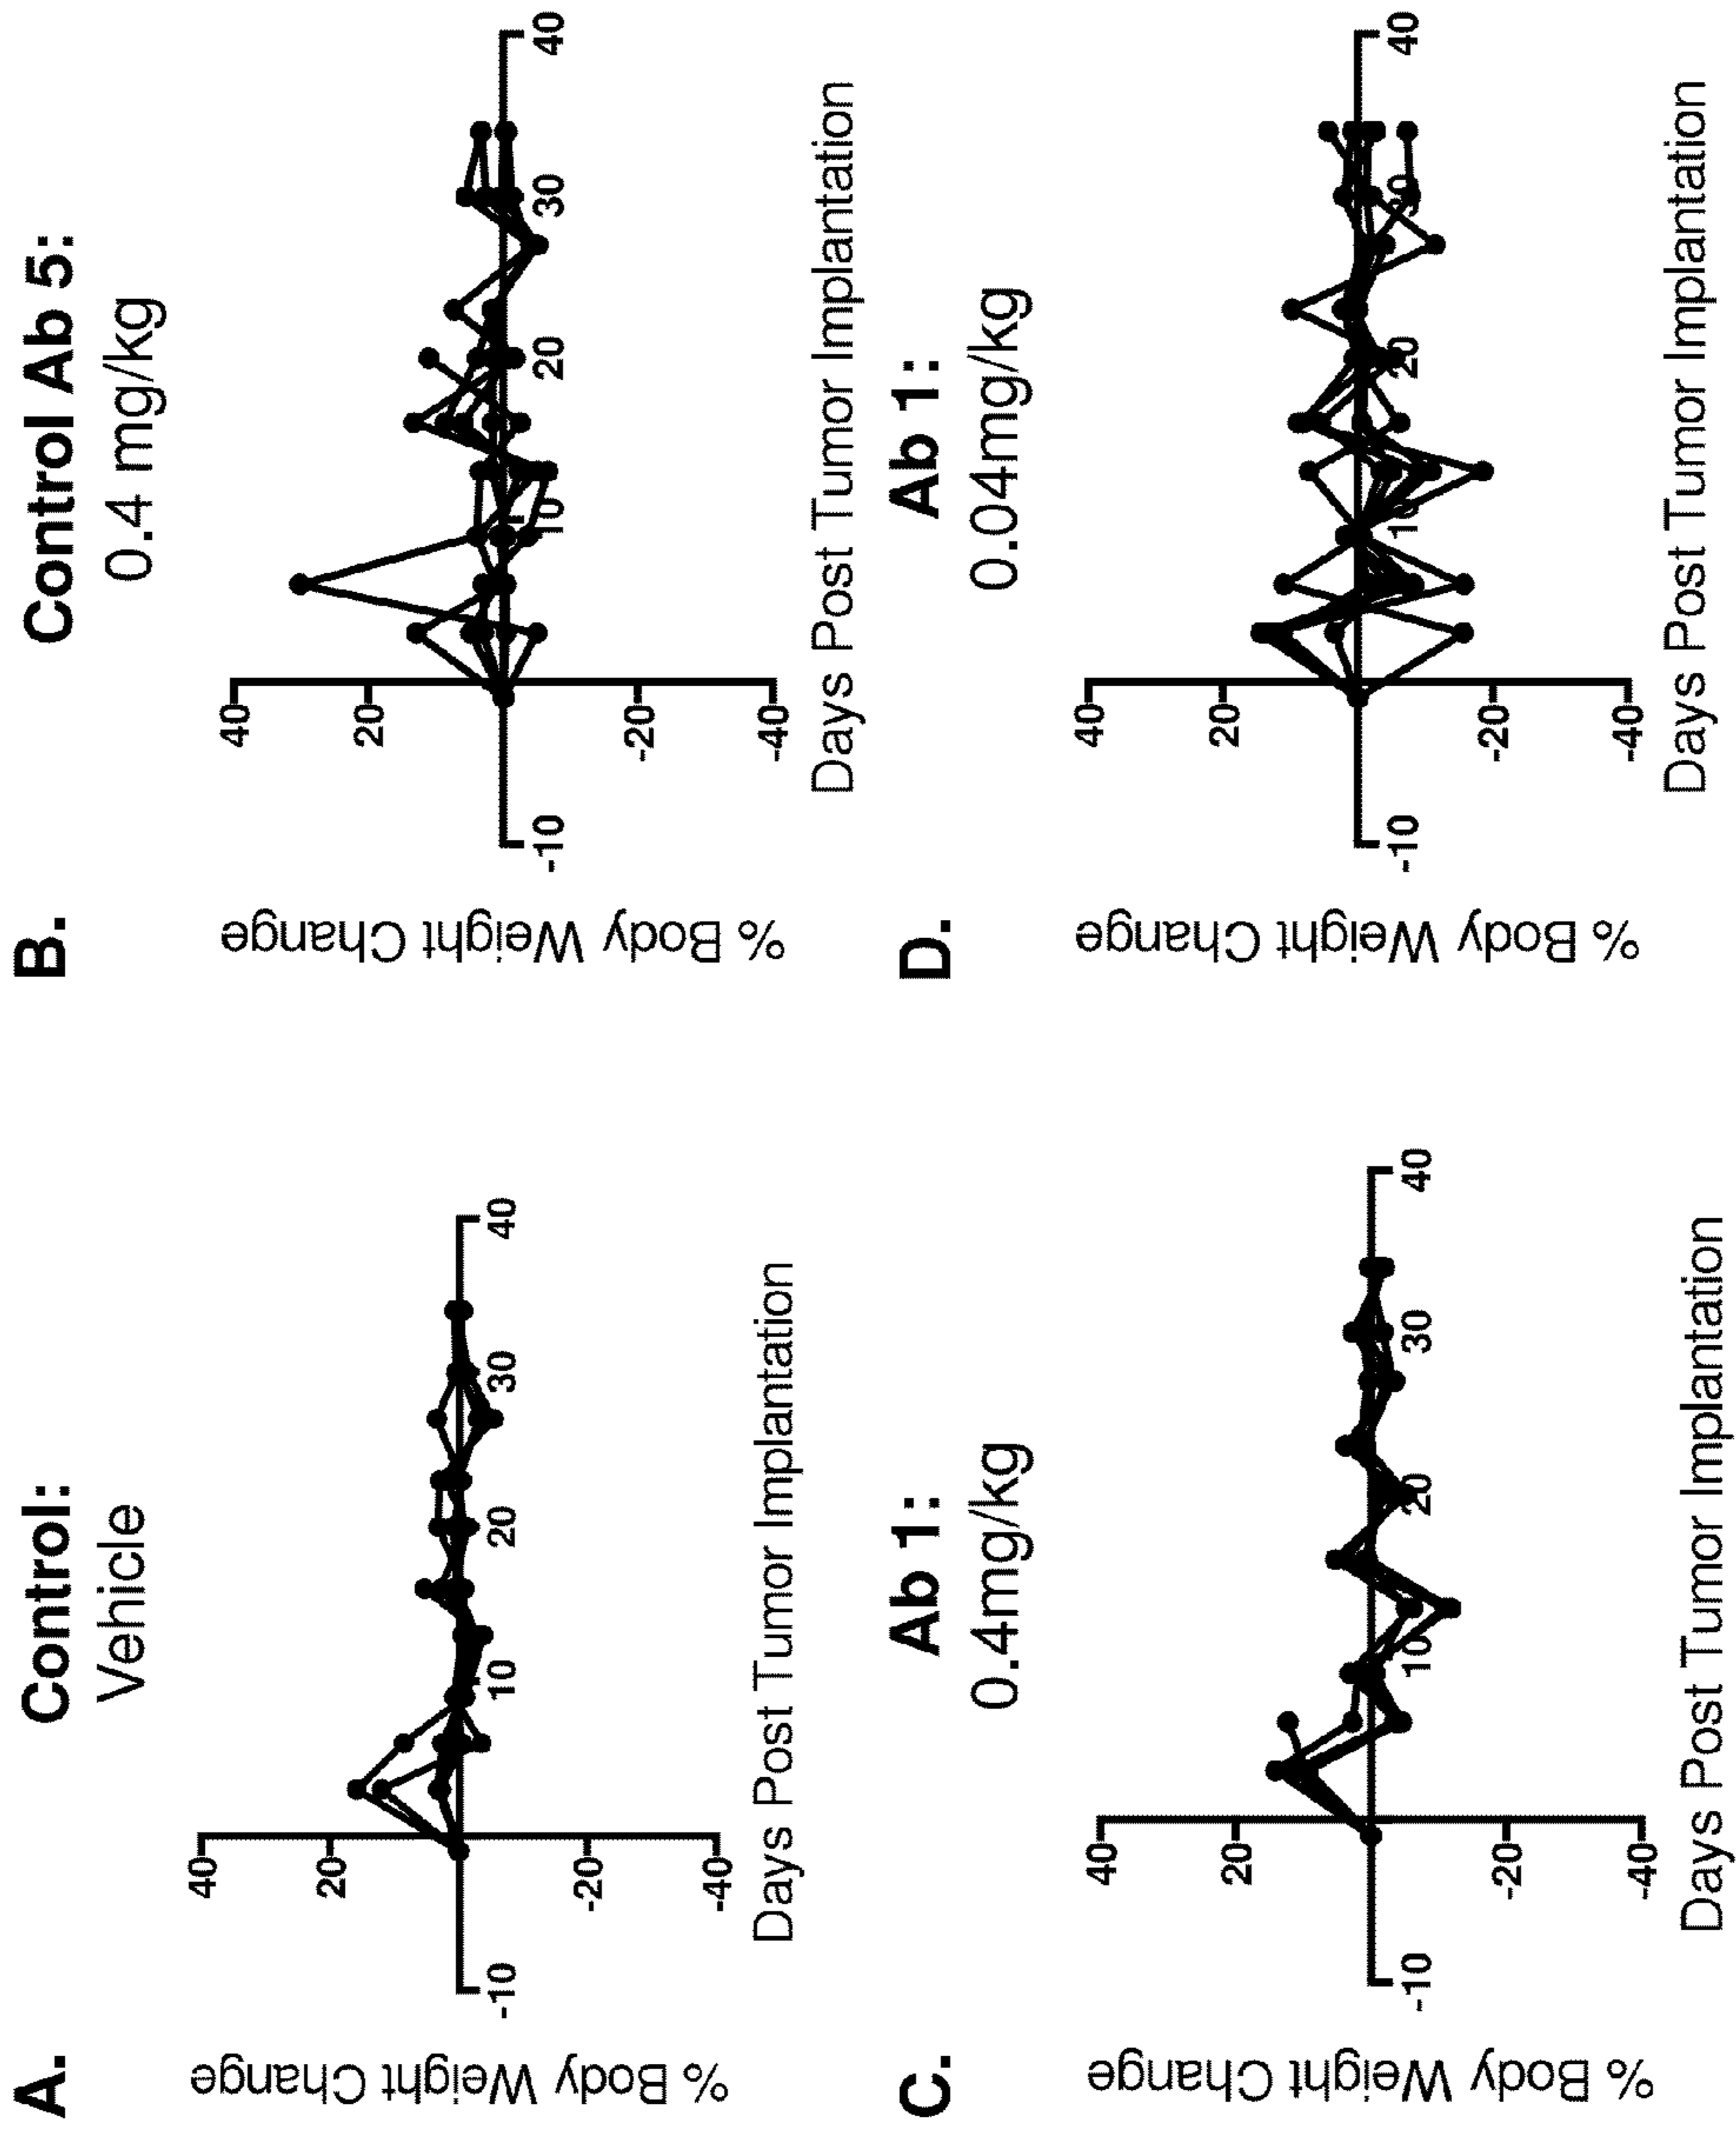 A.
Control:
Vehicle
% Body Weight Change
40
20
-20
-40
-10
10
20
30
40
Days Post Tumor Implantation
B.
Control Ab 5:
0.4 mg/kg
% Body Weight Change
40
20
-20
-40
-10
10
20
30
40
Days Post Tumor Implantation
C.
Ab 1:
0.4mg/kg
% Body Weight Change
40
20
-20
-40
-10
10
20
30
40
Days Post Tumor Implantation
D.
Ab 1:
0.04mg/kg
% Body Weight Change
40
20
-20
-40
-10
10
20
30
40
Days Post Tumor Implantation